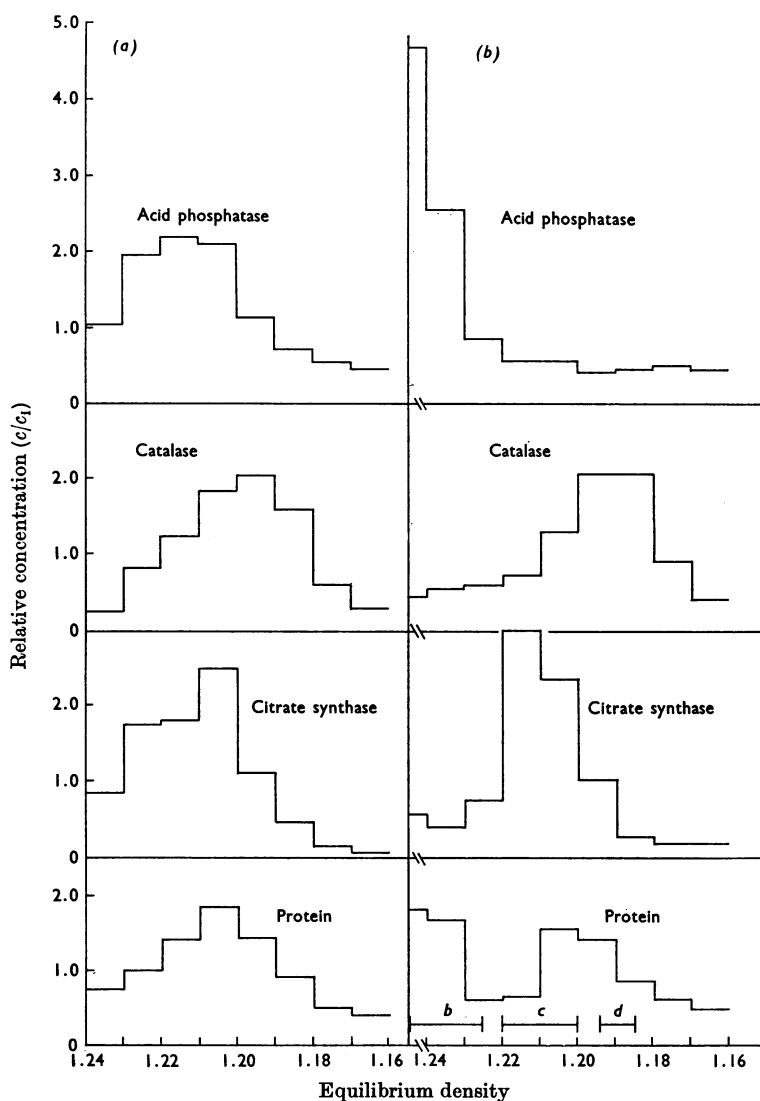 (a)
(b)
5.0
4.0
3.0
2.0
1.0
0
Acid phosphatase
Acid phosphatase
2.0
1.0
0
Catalase
Catalase
2.0
1.0
0
Citrate synthase
Citrate synthase
2.0
1.0
0
Protein
Protein
b
c
d
1.24
1.22
1.20
1.18
1.16
1.24
1.22
1.20
1.18
1.16
Relative concentration (c/c₁)
Equilibrium density